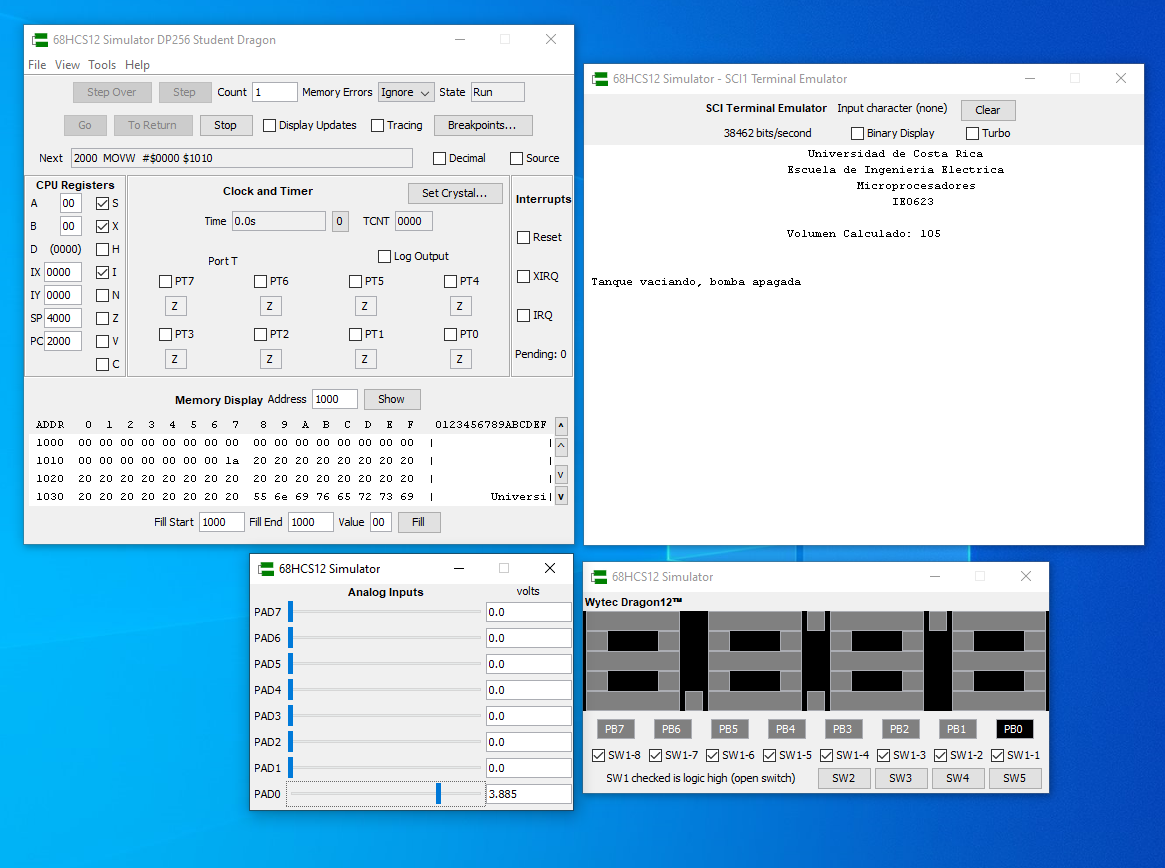 68HCS12 Simulator DP256 Student Dragon
File View Tools Help
Step Over Step Count 1 Memory Errors Ignore State Run
Go To Return Stop Display Updates Tracing Breakpoints...
Next 2000 MOVW #$0000 $1010 Decimal Source
CPU Registers
A 00 S
B 00 X
D (0000) H
IX 0000 I
IY 0000 N
SP 4000 Z
PC 2000 V
C
Clock and Timer Set Crystal...
Time 0.0s 0 TCNT 0000
Port T Log Output
PT7 PT6 PT5 PT4
Z Z Z Z
PT3 PT2 PT1 PT0
Z Z Z Z
Interrupts
Reset
XIRQ
IRQ
Pending: 0
Memory Display Address 1000 Show
ADDR 0 1 2 3 4 5 6 7 8 9 A B C D E F 0123456789ABCDEF
1000 00 00 00 00 00 00 00 00 00 00 00 00 00 00 00 00 | |
1010 00 00 00 00 00 00 00 1a 20 20 20 20 20 20 20 20 | |
1020 20 20 20 20 20 20 20 20 20 20 20 20 20 20 20 20 | |
1030 20 20 20 20 20 20 20 20 55 6e 69 76 65 72 73 69 | Universi|
Fill Start 1000 Fill End 1000 Value 00 Fill
68HCS12 Simulator - SCI1 Terminal Emulator
SCI Terminal Emulator Input character (none) Clear
38462 bits/second Binary Display Turbo
Universidad de Costa Rica
Escuela de Ingenieria Electrica
Microprocesadores
IE0623
Volumen Calculado: 105
Tanque vaciando, bomba apagada
68HCS12 Simulator
Analog Inputs volts
PAD7 0.0
PAD6 0.0
PAD5 0.0
PAD4 0.0
PAD3 0.0
PAD2 0.0
PAD1 0.0
PAD0 3.885
68HCS12 Simulator
Wytec Dragon12™
PB7 PB6 PB5 PB4 PB3 PB2 PB1 PB0
SW1-8 SW1-7 SW1-6 SW1-5 SW1-4 SW1-3 SW1-2 SW1-1
SW1 checked is logic high (open switch) SW2 SW3 SW4 SW5